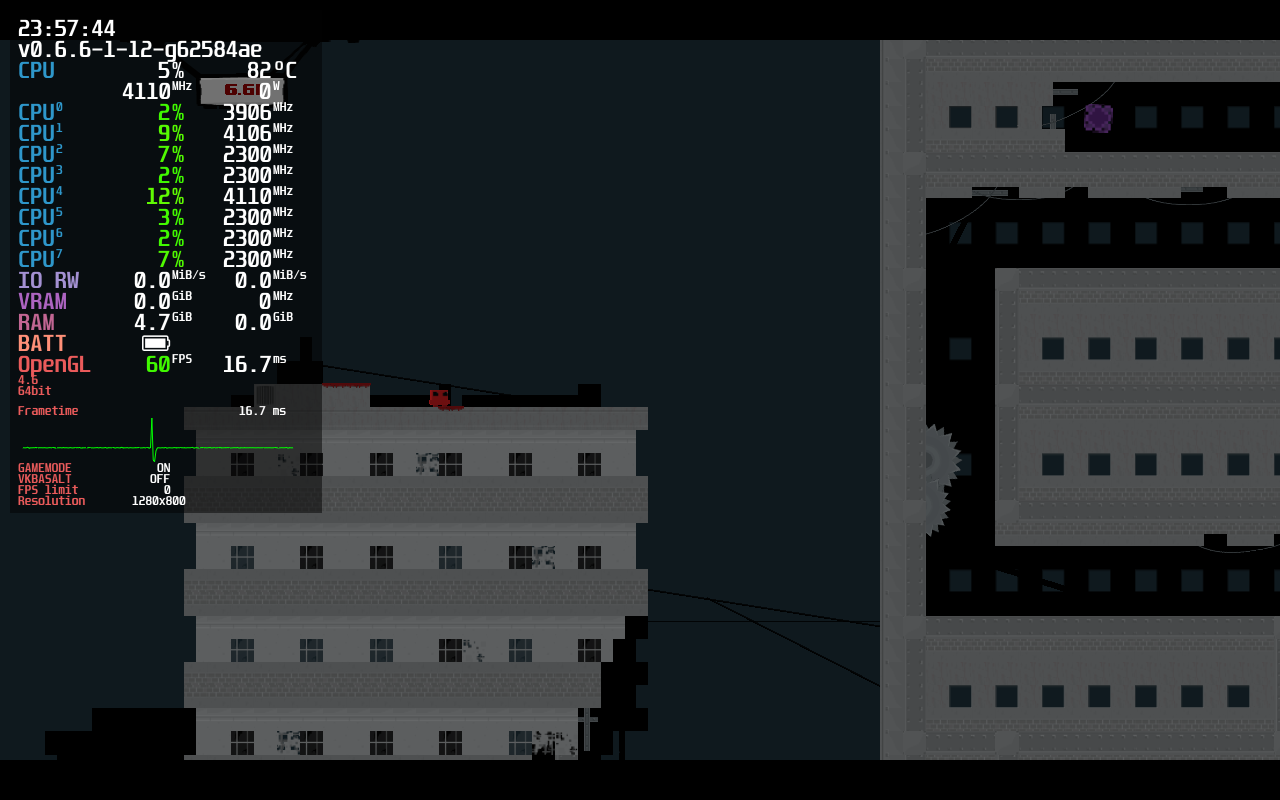 23:57:44
v0.6.6-1-12-g62584ae
CPU 5% 82°C
4110MHz 0W
CPU0 2% 3906MHz
CPU1 9% 4106MHz
CPU2 7% 2300MHz
CPU3 2% 2300MHz
CPU4 12% 4110MHz
CPU5 3% 2300MHz
CPU6 2% 2300MHz
CPU7 7% 2300MHz
IO RW 0.0MiB/s 0.0MiB/s
VRAM 0.0GiB 0MHz
RAM 4.7GiB 0.0GiB
BATT
OpenGL 60FPS 16.7ms
4.6
64bit
Frametime 16.7 ms
GAMEMODE ON
VKBASALT OFF
FPS limit 0
Resolution 1280x800